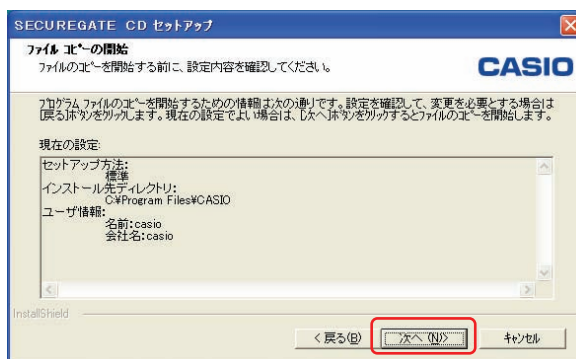 SECUREGATE CD セットアップ
ファイル コピーの開始
ファイルのコピーを開始する前に、設定内容を確認してください。
CASIO
プログラム ファイルのコピーを開始するための情報は次の通りです。設定を確認して、変更を必要とする場合は
[戻る]ボタンをクリックします。現在の設定でよい場合は、[次へ]ボタンをクリックするとファイルのコピーを開始します。
現在の設定:
セットアップ方法:
標準
インストール先ディレクトリ:
C:¥Program Files¥CASIO
ユーザ情報:
名前:casio
会社名:casio
InstallShield
< 戻る(B)
次へ (N)>
キャンセル